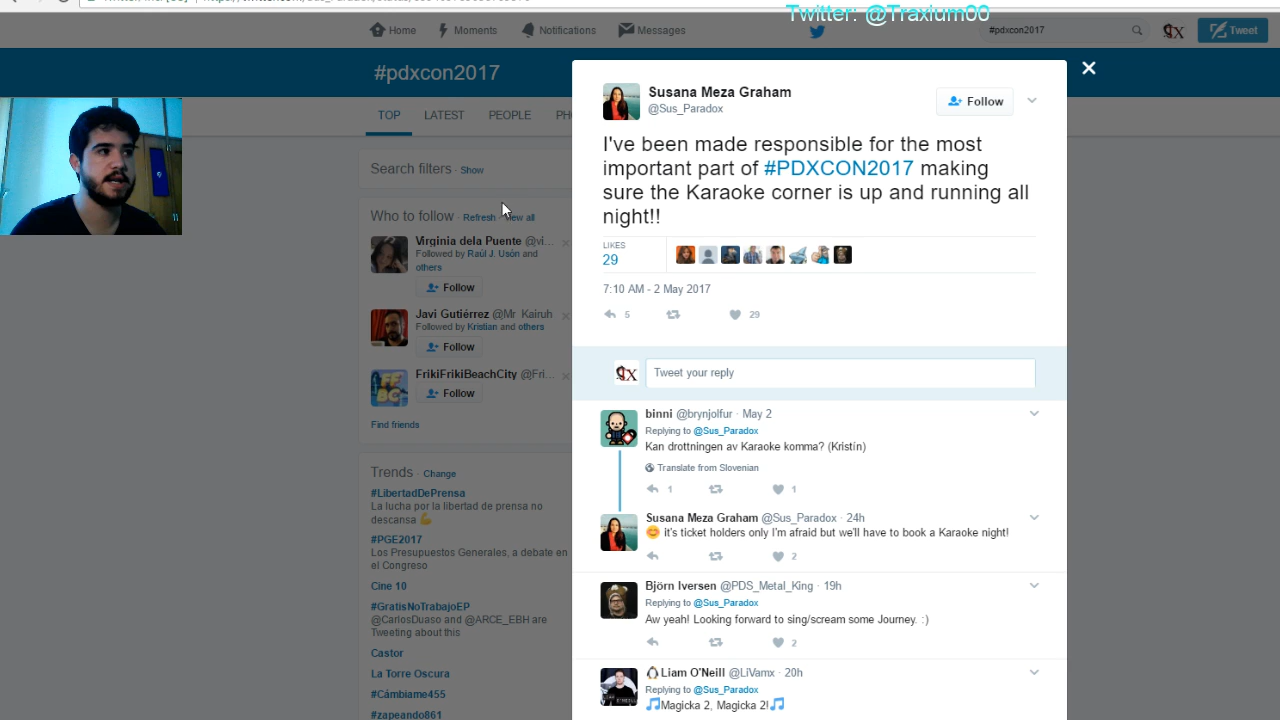 Twitter: @Traxium00
Home
Moments
Notifications
Messages
#pdxcon2017
Tweet
#pdxcon2017
TOP
LATEST
PEOPLE
Search filters · Show
Who to follow · Refresh · View all
Virginia dela Puente @vi...
Followed by Raúl J. Usón and
others
Follow
Javi Gutiérrez @Mr_Kairuh
Followed by Kristian and others
Follow
FrikiFrikiBeachCity @Fri...
Follow
Find friends
Trends · Change
#LibertadDePrensa
La lucha por la libertad de prensa no
descansa 💪
#PGE2017
Los Presupuestos Generales, a debate en
el Congreso
Cine 10
#GratisNoTrabajoEP
@CarlosDuaso and @ARCE_EBH are
Tweeting about this
Castor
La Torre Oscura
#Cámbiame455
#zapeando861
Susana Meza Graham
@Sus_Paradox
Follow
I've been made responsible for the most
important part of #PDXCON2017 making
sure the Karaoke corner is up and running all
night!!
LIKES
29
7:10 AM - 2 May 2017
5
29
Tweet your reply
binni @brynjolfur · May 2
Replying to @Sus_Paradox
Kan drottningen av Karaoke komma? (Kristín)
Translate from Slovenian
1
1
Susana Meza Graham @Sus_Paradox · 24h
😊 it's ticket holders only I'm afraid but we'll have to book a Karaoke night!
2
Björn Iversen @PDS_Metal_King · 19h
Replying to @Sus_Paradox
Aw yeah! Looking forward to sing/scream some Journey. :)
2
Liam O'Neill @LiVamx · 20h
Replying to @Sus_Paradox
🎵Magicka 2, Magicka 2!🎵